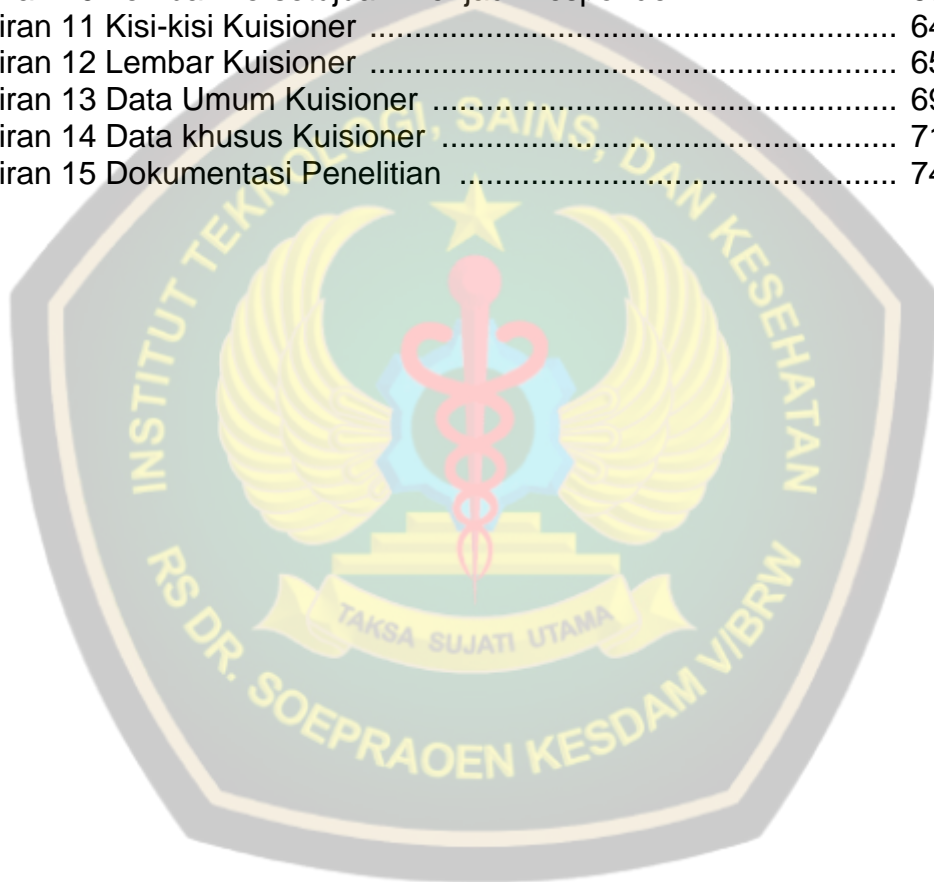 iran 11 Kisi-kisi Kuisioner ........................................................... 64
iran 12 Lembar Kuisioner ........................................................... 65
iran 13 Data Umum Kuisioner ..................................................... 69
iran 14 Data khusus Kuisioner .................................................... 71
iran 15 Dokumentasi Penelitian .................................................. 74
INSTITUT TEKNOLOGI, SAINS, DAN KESEHATAN
TAKSA SUJATI UTAMA
RS DR. SOEPRAOEN KESDAM V/BRW